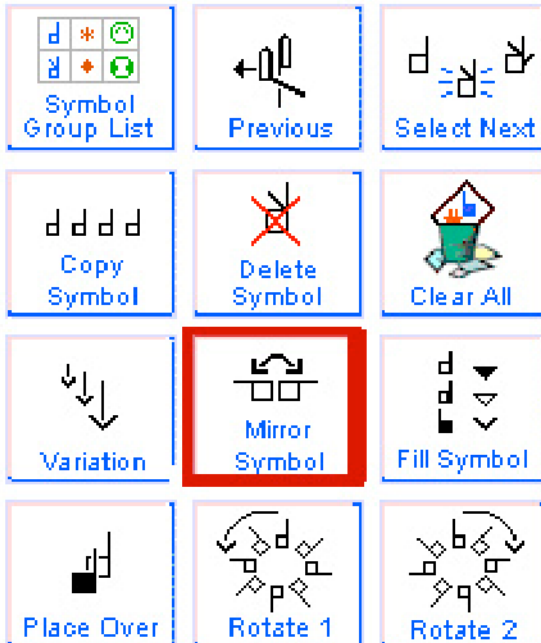 Symbol
Group List
Previous
Select Next
Copy
Symbol
Delete
Symbol
Clear All
Variation
Mirror
Symbol
Fill Symbol
Place Over
Rotate 1
Rotate 2